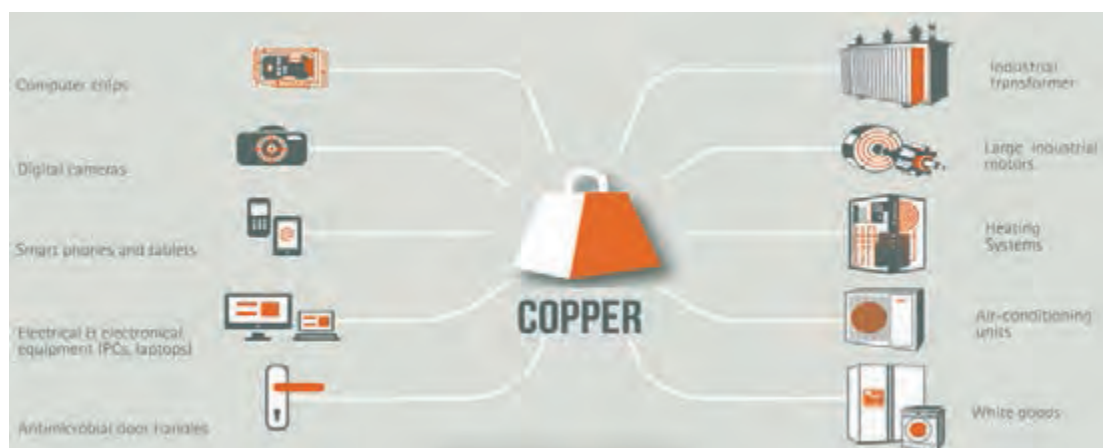 Computer chips
Digital cameras
Smart phones and tablets
Electrical & electronical
equipment (PCs, laptops)
Antimicrobial door handles
COPPER
Industrial
transformer
Large industrial
motors
Heating
Systems
Air-conditioning
units
White goods